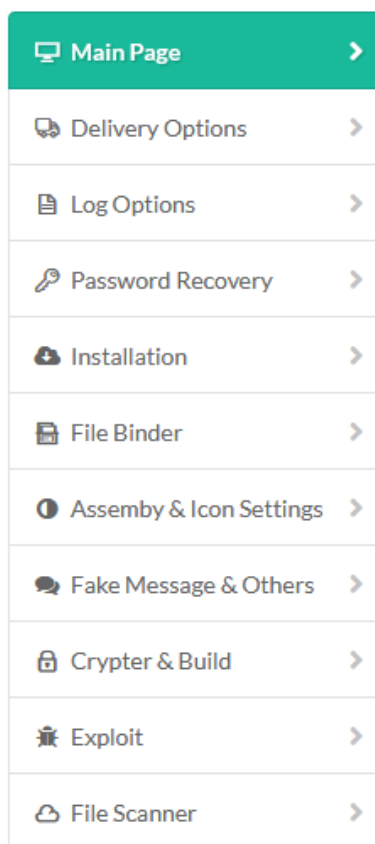 Main Page
Delivery Options
Log Options
Password Recovery
Installation
File Binder
Assemby & Icon Settings
Fake Message & Others
Crypter & Build
Exploit
File Scanner